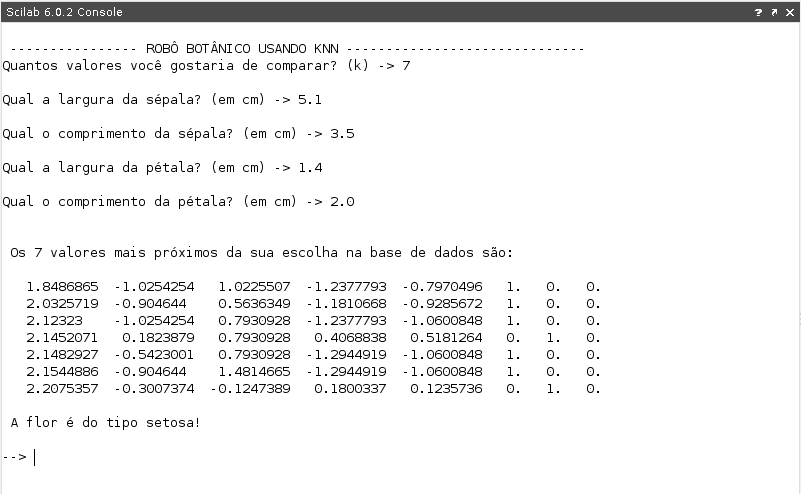 Scilab 6.0.2 Console ? ↗ ✕
---------------- ROBÔ BOTÂNICO USANDO KNN ------------------------------
Quantos valores você gostaria de comparar? (k) -> 7
Qual a largura da sépala? (em cm) -> 5.1
Qual o comprimento da sépala? (em cm) -> 3.5
Qual a largura da pétala? (em cm) -> 1.4
Qual o comprimento da pétala? (em cm) -> 2.0
Os 7 valores mais próximos da sua escolha na base de dados são:
1.8486865 -1.0254254 1.0225507 -1.2377793 -0.7970496 1. 0. 0.
2.0325719 -0.904644 0.5636349 -1.1810668 -0.9285672 1. 0. 0.
2.12323 -1.0254254 0.7930928 -1.2377793 -1.0600848 1. 0. 0.
2.1452071 0.1823879 0.7930928 0.4068838 0.5181264 0. 1. 0.
2.1482927 -0.5423001 0.7930928 -1.2944919 -1.0600848 1. 0. 0.
2.1544886 -0.904644 1.4814665 -1.2944919 -1.0600848 1. 0. 0.
2.2075357 -0.3007374 -0.1247389 0.1800337 0.1235736 0. 1. 0.
A flor é do tipo setosa!
-->